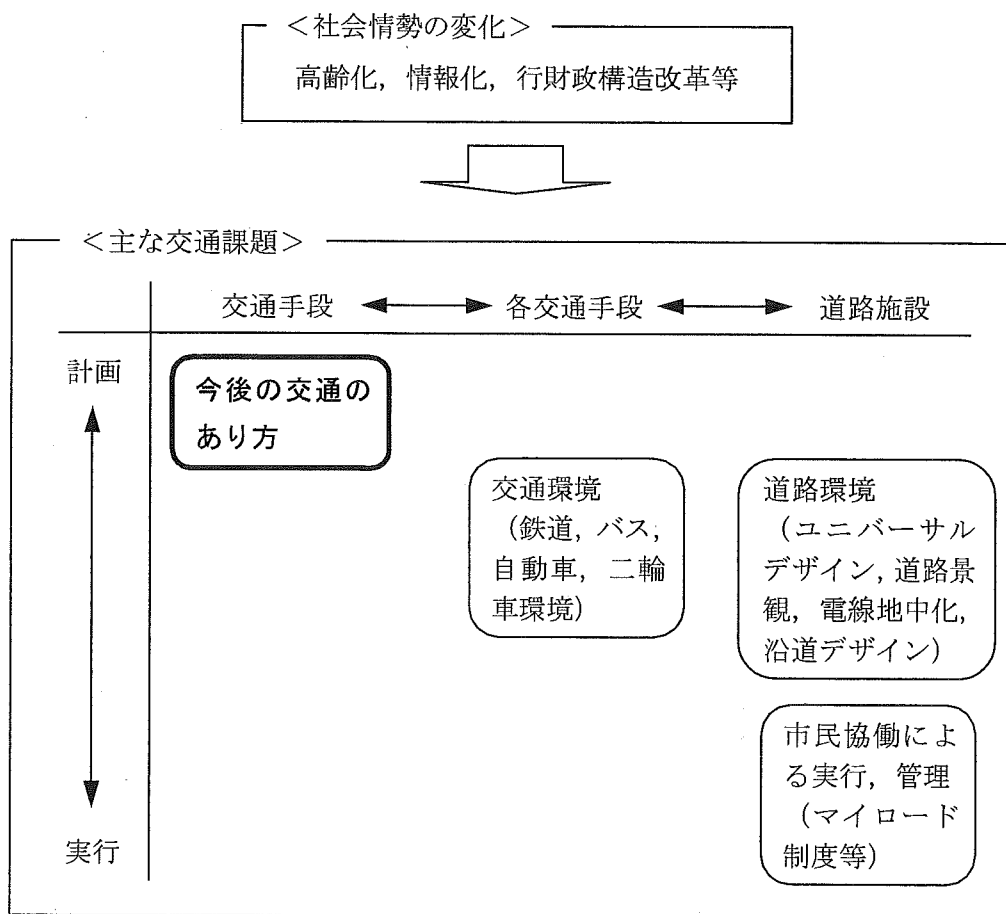 ＜社会情勢の変化＞
高齢化，情報化，行財政構造改革等
＜主な交通課題＞
交通手段 各交通手段 道路施設
計画
今後の交通の
あり方
交通環境
（鉄道，バス，
自動車，二輪
車環境）
道路環境
（ユニバーサル
デザイン，道路景
観，電線地中化，
沿道デザイン）
市民協働によ
る実行，管理
（マイロード
制度等）
実行